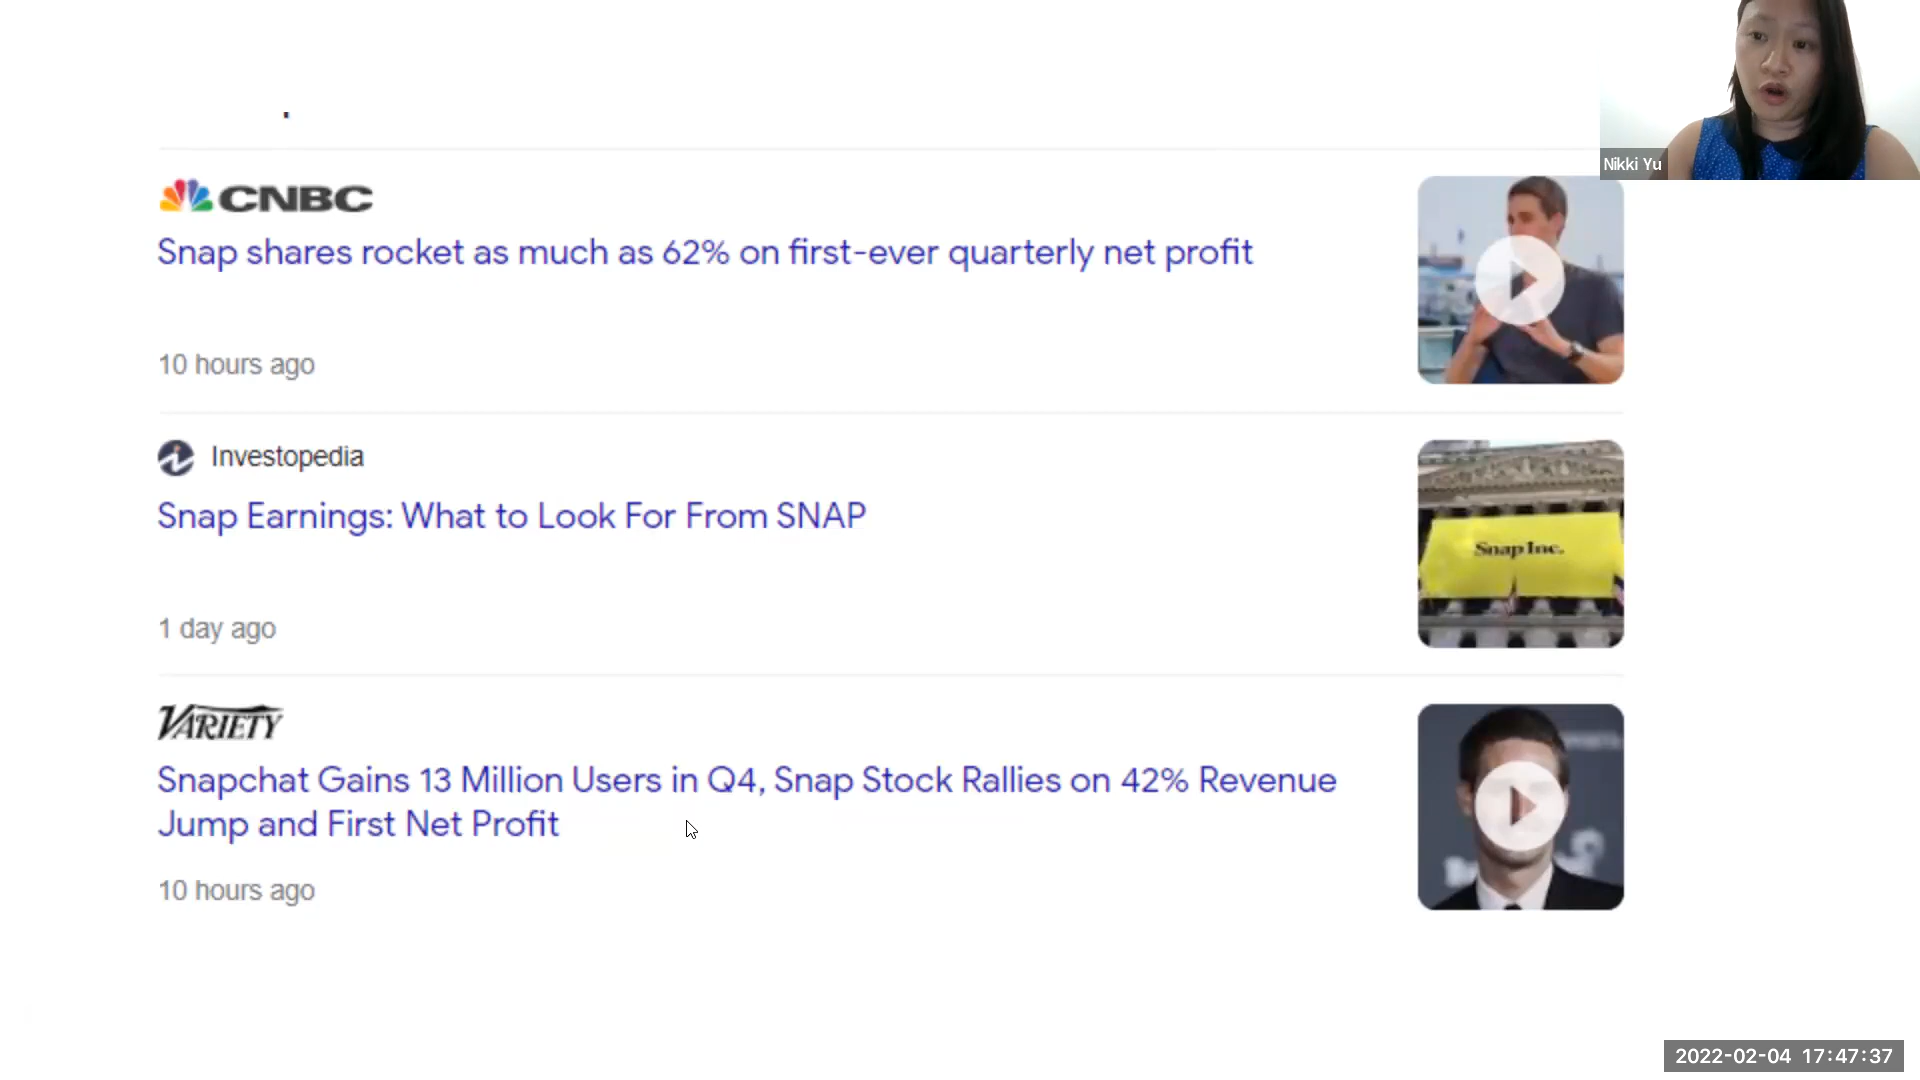 Nikki Yu
CNBC
Snap shares rocket as much as 62% on first-ever quarterly net profit
10 hours ago
Investopedia
Snap Earnings: What to Look For From SNAP
Snap Inc.
1 day ago
VARIETY
Snapchat Gains 13 Million Users in Q4, Snap Stock Rallies on 42% Revenue
Jump and First Net Profit
10 hours ago
2022-02-04 17:47:37